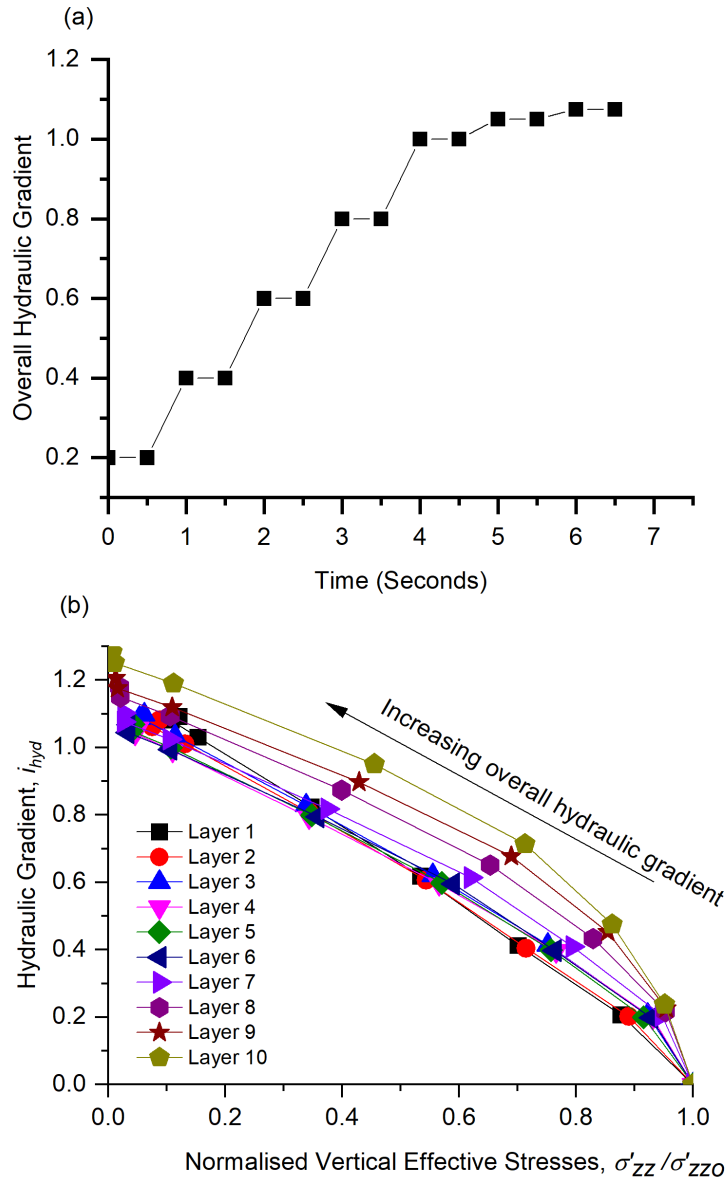 (a)
1.2
1.0
0.8
0.6
0.4
0.2
Overall Hydraulic Gradient
0 1 2 3 4 5 6 7
Time (Seconds)
(b)
1.2
1.0
0.8
0.6
0.4
0.2
0.0
Hydraulic Gradient, i_hyd
Increasing overall hydraulic gradient
Layer 1
Layer 2
Layer 3
Layer 4
Layer 5
Layer 6
Layer 7
Layer 8
Layer 9
Layer 10
0.0 0.2 0.4 0.6 0.8 1.0
Normalised Vertical Effective Stresses, σ'zz/σ'zzo